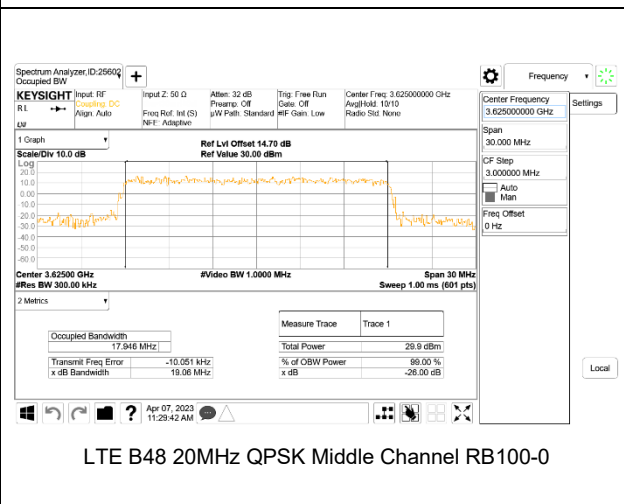 Spectrum Analyzer,ID:25602
Occupied BW
+
Frequency
KEYSIGHT
RL
Input: RF
Coupling: DC
Align: Auto
Input Z: 50 Ω
Freq Ref: Int (S)
NFE: Adaptive
Atten: 32 dB
Preamp: Off
µW Path: Standard
Trig: Free Run
Gate: Off
#IF Gain: Low
Center Freq: 3.625000000 GHz
Avg|Hold: 10/10
Radio Std: None
Center Frequency
3.625000000 GHz
Settings
Span
30.000 MHz
CF Step
3.000000 MHz
Auto
Man
Freq Offset
0 Hz
1 Graph
Scale/Div 10.0 dB
Ref Lvl Offset 14.70 dB
Ref Value 30.00 dBm
Log
20.0
10.0
0.00
-10.0
-20.0
-30.0
-40.0
-50.0
-60.0
Center 3.62500 GHz
#Video BW 1.0000 MHz
Span 30 MHz
#Res BW 300.00 kHz
Sweep 1.00 ms (601 pts)
2 Metrics
Occupied Bandwidth
17.946 MHz
Transmit Freq Error -10.051 kHz
x dB Bandwidth 19.06 MHz
Measure Trace Trace 1
Total Power 29.9 dBm
% of OBW Power 99.00 %
x dB -26.00 dB
Local
?
Apr 07, 2023
11:29:42 AM
LTE B48 20MHz QPSK Middle Channel RB100-0